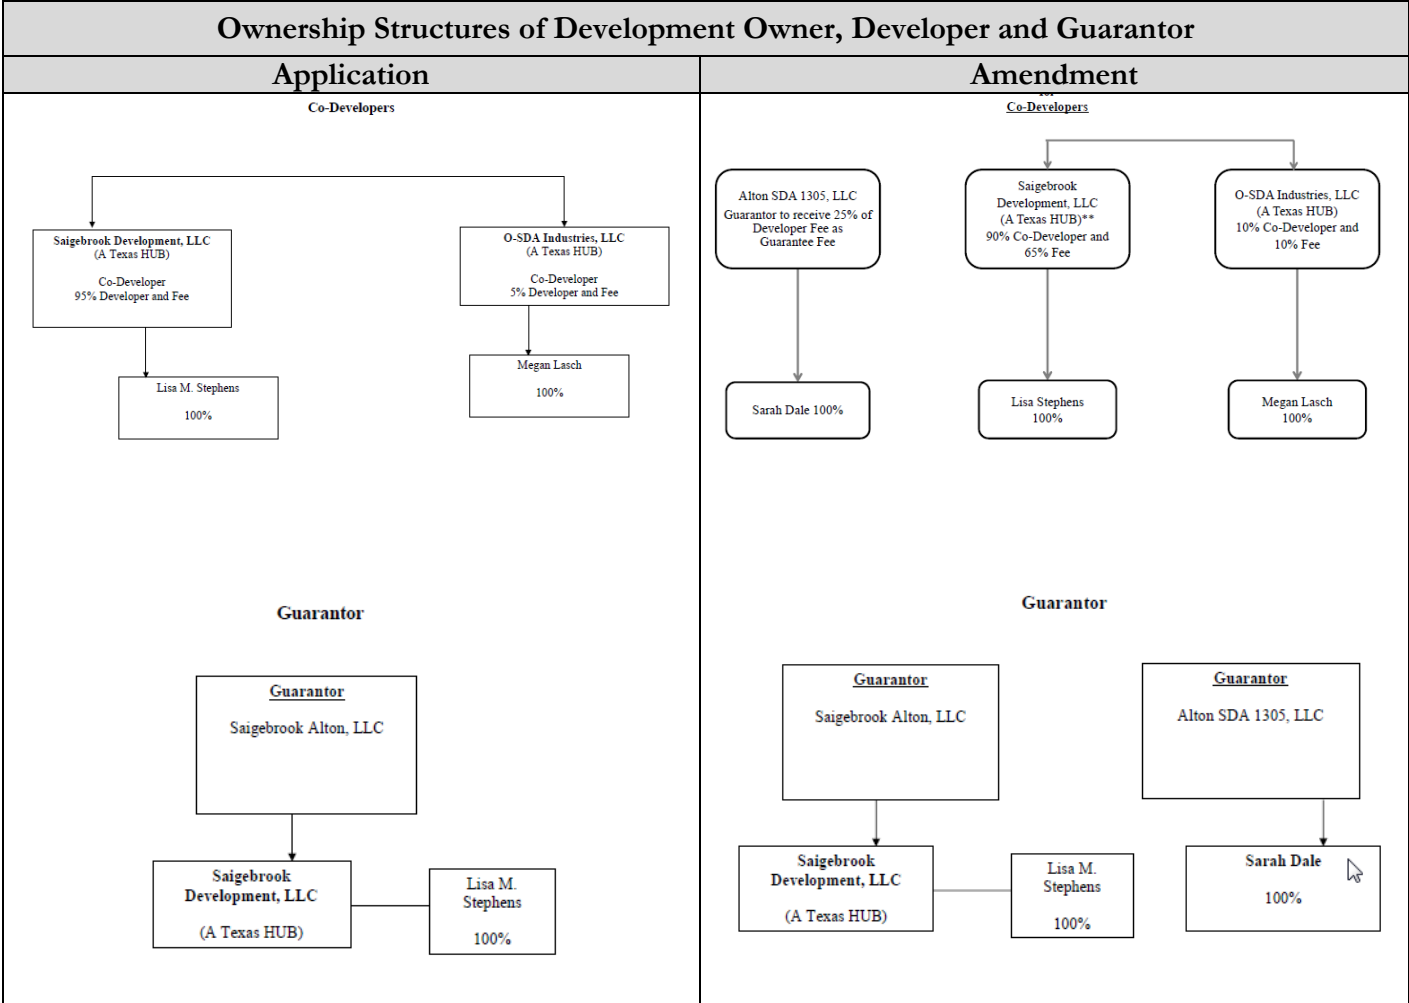 Ownership Structures of Development Owner, Developer and Guarantor
Application
Amendment
Co-Developers
Saigebrook Development, LLC
(A Texas HUB)
Co-Developer
95% Developer and Fee
O-SDA Industries, LLC
(A Texas HUB)
Co-Developer
5% Developer and Fee
Lisa M. Stephens
100%
Megan Lasch
100%
Guarantor
Guarantor
Saigebrook Alton, LLC
Saigebrook
Development, LLC
(A Texas HUB)
Lisa M.
Stephens
100%
Co-Developers
Alton SDA 1305, LLC
Guarantor to receive 25% of
Developer Fee as
Guarantee Fee
Saigebrook
Development, LLC
(A Texas HUB)**
90% Co-Developer and
65% Fee
O-SDA Industries, LLC
(A Texas HUB)
10% Co-Developer and
10% Fee
Sarah Dale 100%
Lisa Stephens
100%
Megan Lasch
100%
Guarantor
Guarantor
Saigebrook Alton, LLC
Guarantor
Alton SDA 1305, LLC
Saigebrook
Development, LLC
(A Texas HUB)
Lisa M.
Stephens
100%
Sarah Dale
100%